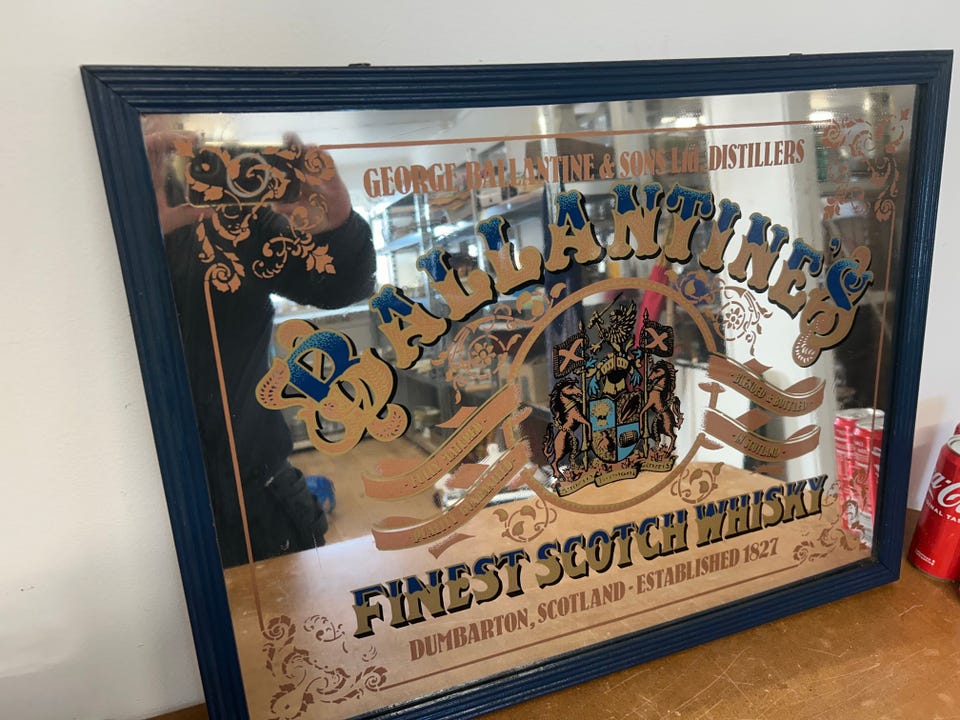 GEORGE BALLANTINE & SONS Ltd. DISTILLERS
BALLANTINE'S
BLENDED & BOTTLED
IN SCOTLAND
FINEST SCOTCH WHISKY
DUMBARTON, SCOTLAND - ESTABLISHED 1827